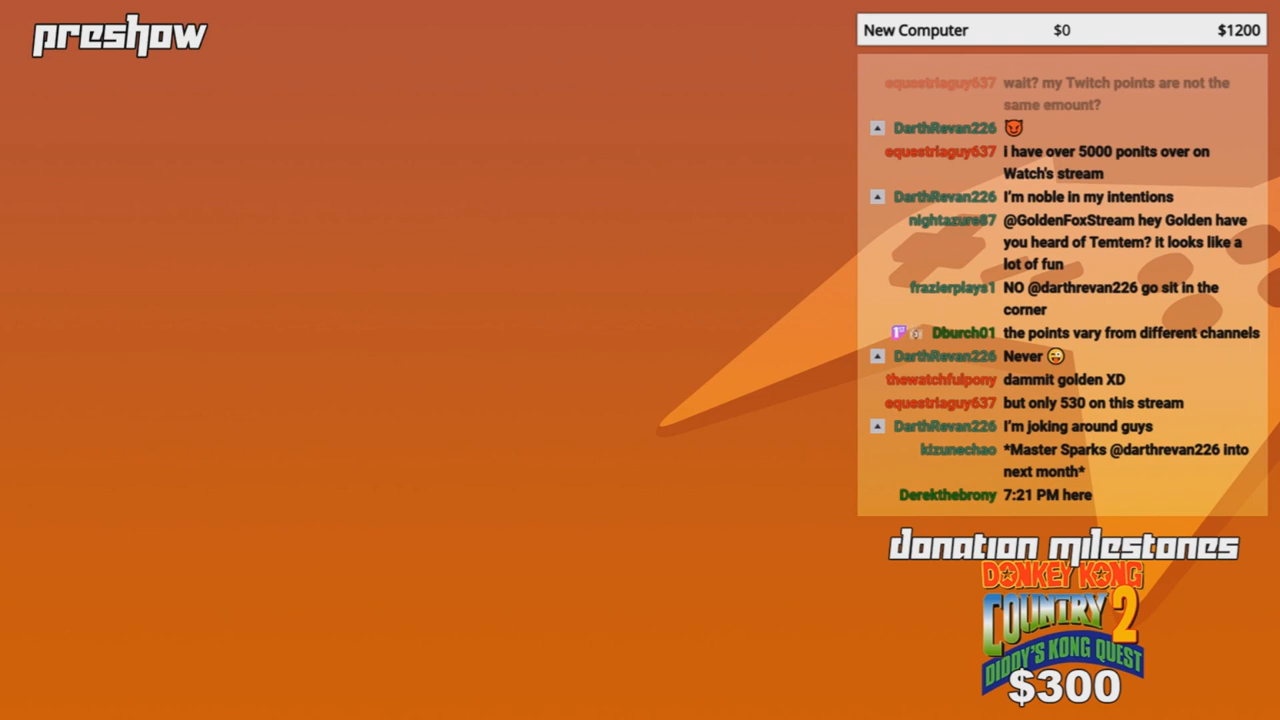 preshow
New Computer $0 $1200
equestriaguy637 wait? my Twitch points are not the
same emount?
DarthRevan226
equestriaguy637 i have over 5000 ponits over on
Watch's stream
DarthRevan226 I'm noble in my intentions
nightazure87 @GoldenFoxStream hey Golden have
you heard of Temtem? it looks like a
lot of fun
frazierplays1 NO @darthrevan226 go sit in the
corner
Dburch01 the points vary from different channels
DarthRevan226 Never
thewatchfulpony dammit golden XD
equestriaguy637 but only 530 on this stream
DarthRevan226 I'm joking around guys
kizunechao *Master Sparks @darthrevan226 into
next month*
Derekthebrony 7:21 PM here
donation milestones
DONKEY KONG
COUNTRY 2
DIDDY'S KONG QUEST
$300